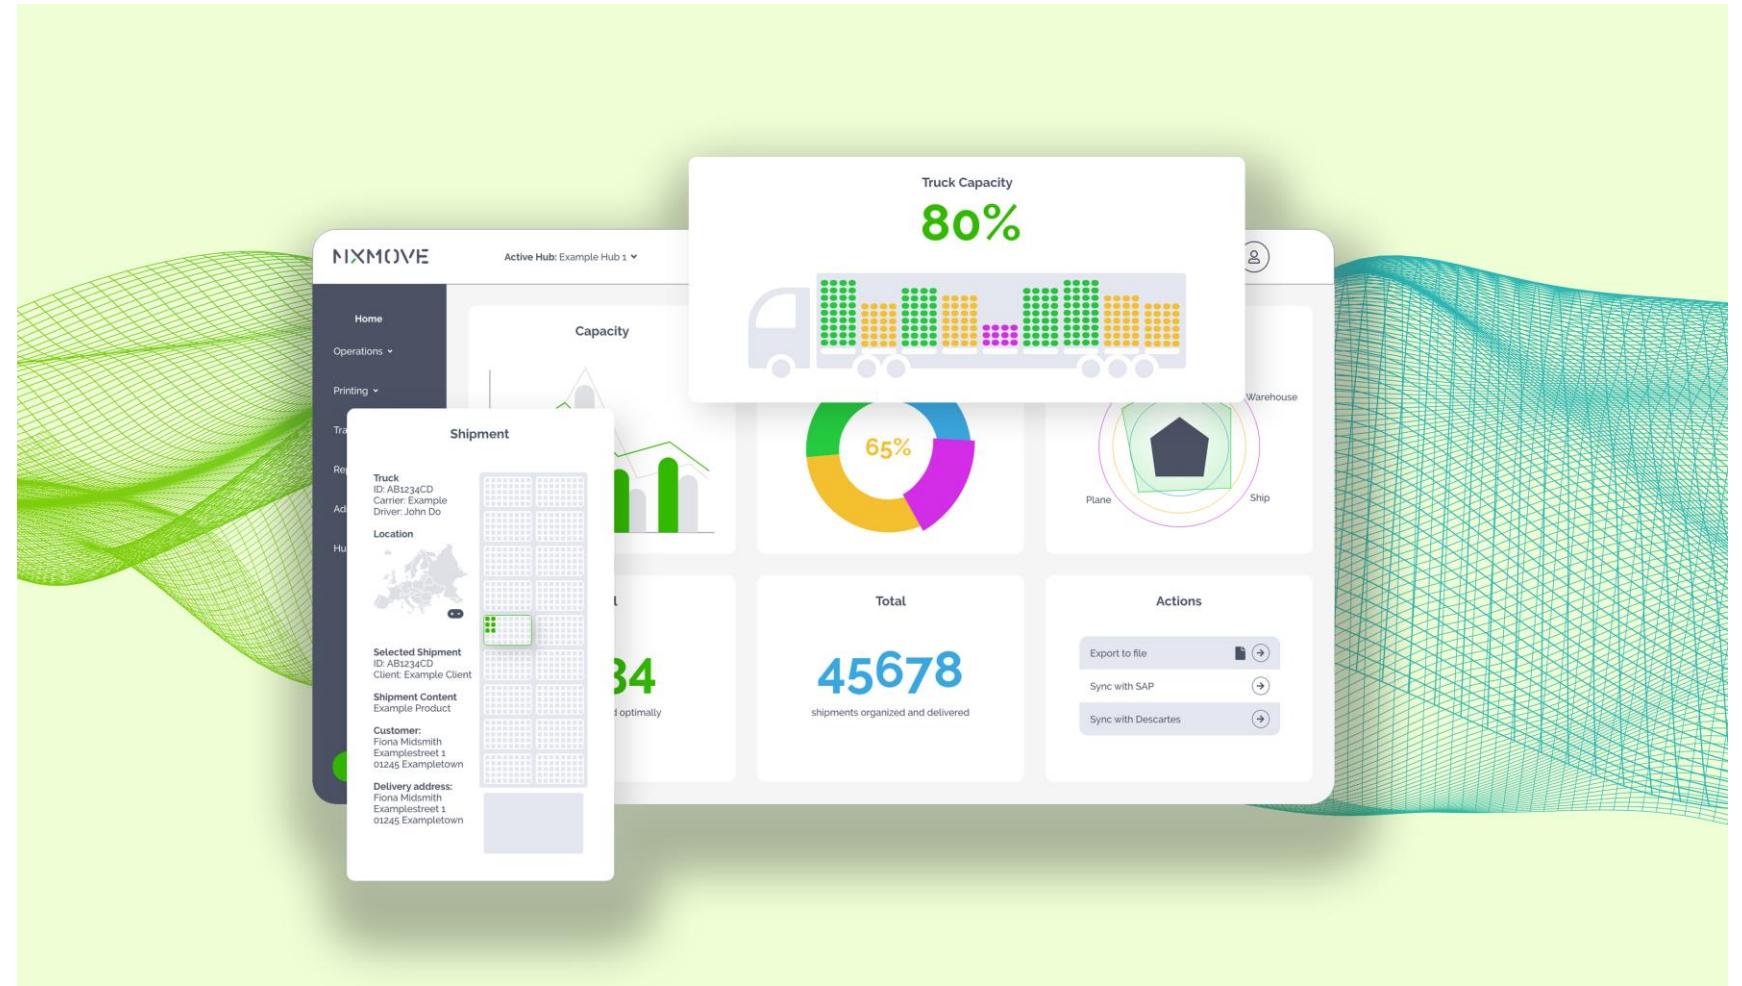 Truck Capacity
80%
NIXMOVE
Active Hub: Example Hub 1
Home
Operations
Printing
Capacity
65%
Warehouse
Plane
Ship
Shipment
Truck
ID: AB1234CD
Carrier: Example
Driver: John Do
Location
Selected Shipment
ID: AB1234CD
Client: Example Client
Shipment Content
Example Product
Customer:
Fiona Midsmith
Examplestreet 1
01245 Exampletown
Delivery address:
Fiona Midsmith
Examplestreet 1
01245 Exampletown
34
optimally
Total
45678
shipments organized and delivered
Actions
Export to file
Sync with SAP
Sync with Descartes